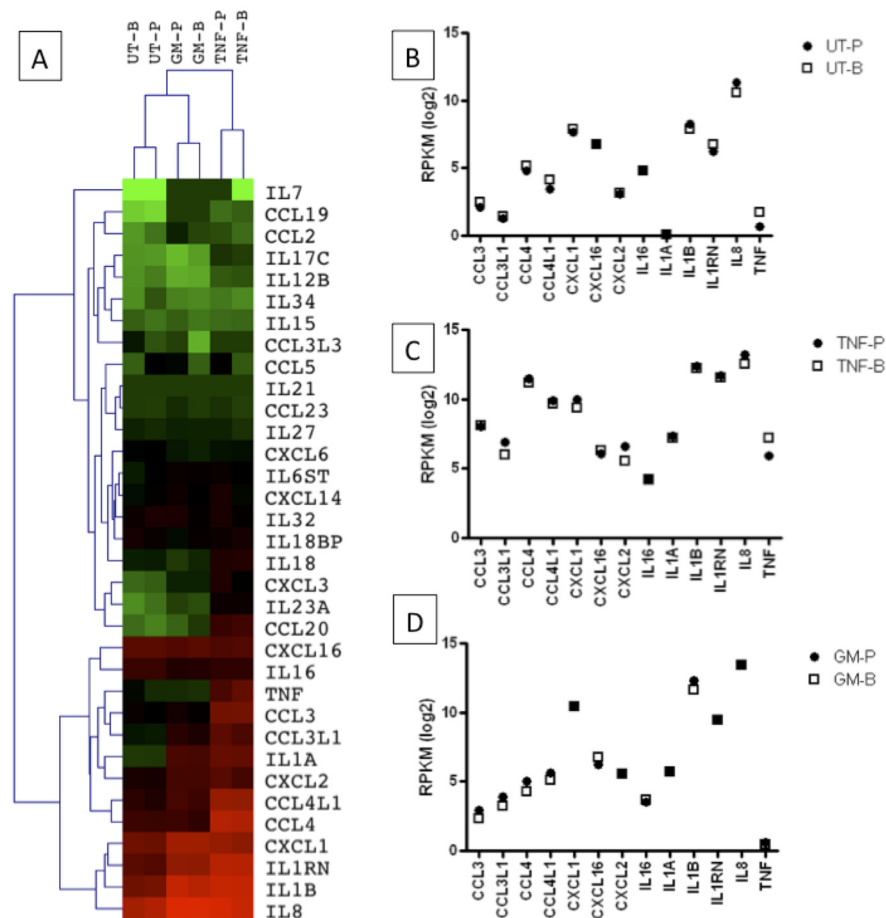 A
UT-B
UT-P
GM-P
GM-B
TNF-P
TNF-B
IL7
CCL19
CCL2
IL17C
IL12B
IL34
IL15
CCL3L3
CCL5
IL21
CCL23
IL27
CXCL6
IL6ST
CXCL14
IL32
IL18BP
IL18
CXCL3
IL23A
CCL20
CXCL16
IL16
TNF
CCL3
CCL3L1
IL1A
CXCL2
CCL4L1
CCL4
CXCL1
IL1RN
IL1B
IL8
B
UT-P
UT-B
RPKM (log2)
15
10
5
0
CCL3
CCL3L1
CCL4
CCL4L1
CXCL1
CXCL16
CXCL2
IL16
IL1A
IL1B
IL1RN
IL8
TNF
C
TNF-P
TNF-B
RPKM (log2)
15
10
5
0
CCL3
CCL3L1
CCL4
CCL4L1
CXCL1
CXCL16
CXCL2
IL16
IL1A
IL1B
IL1RN
IL8
TNF
D
GM-P
GM-B
RPKM (log2)
15
10
5
0
CCL3
CCL3L1
CCL4
CCL4L1
CXCL1
CXCL16
CXCL2
IL16
IL1A
IL1B
IL1RN
IL8
TNF